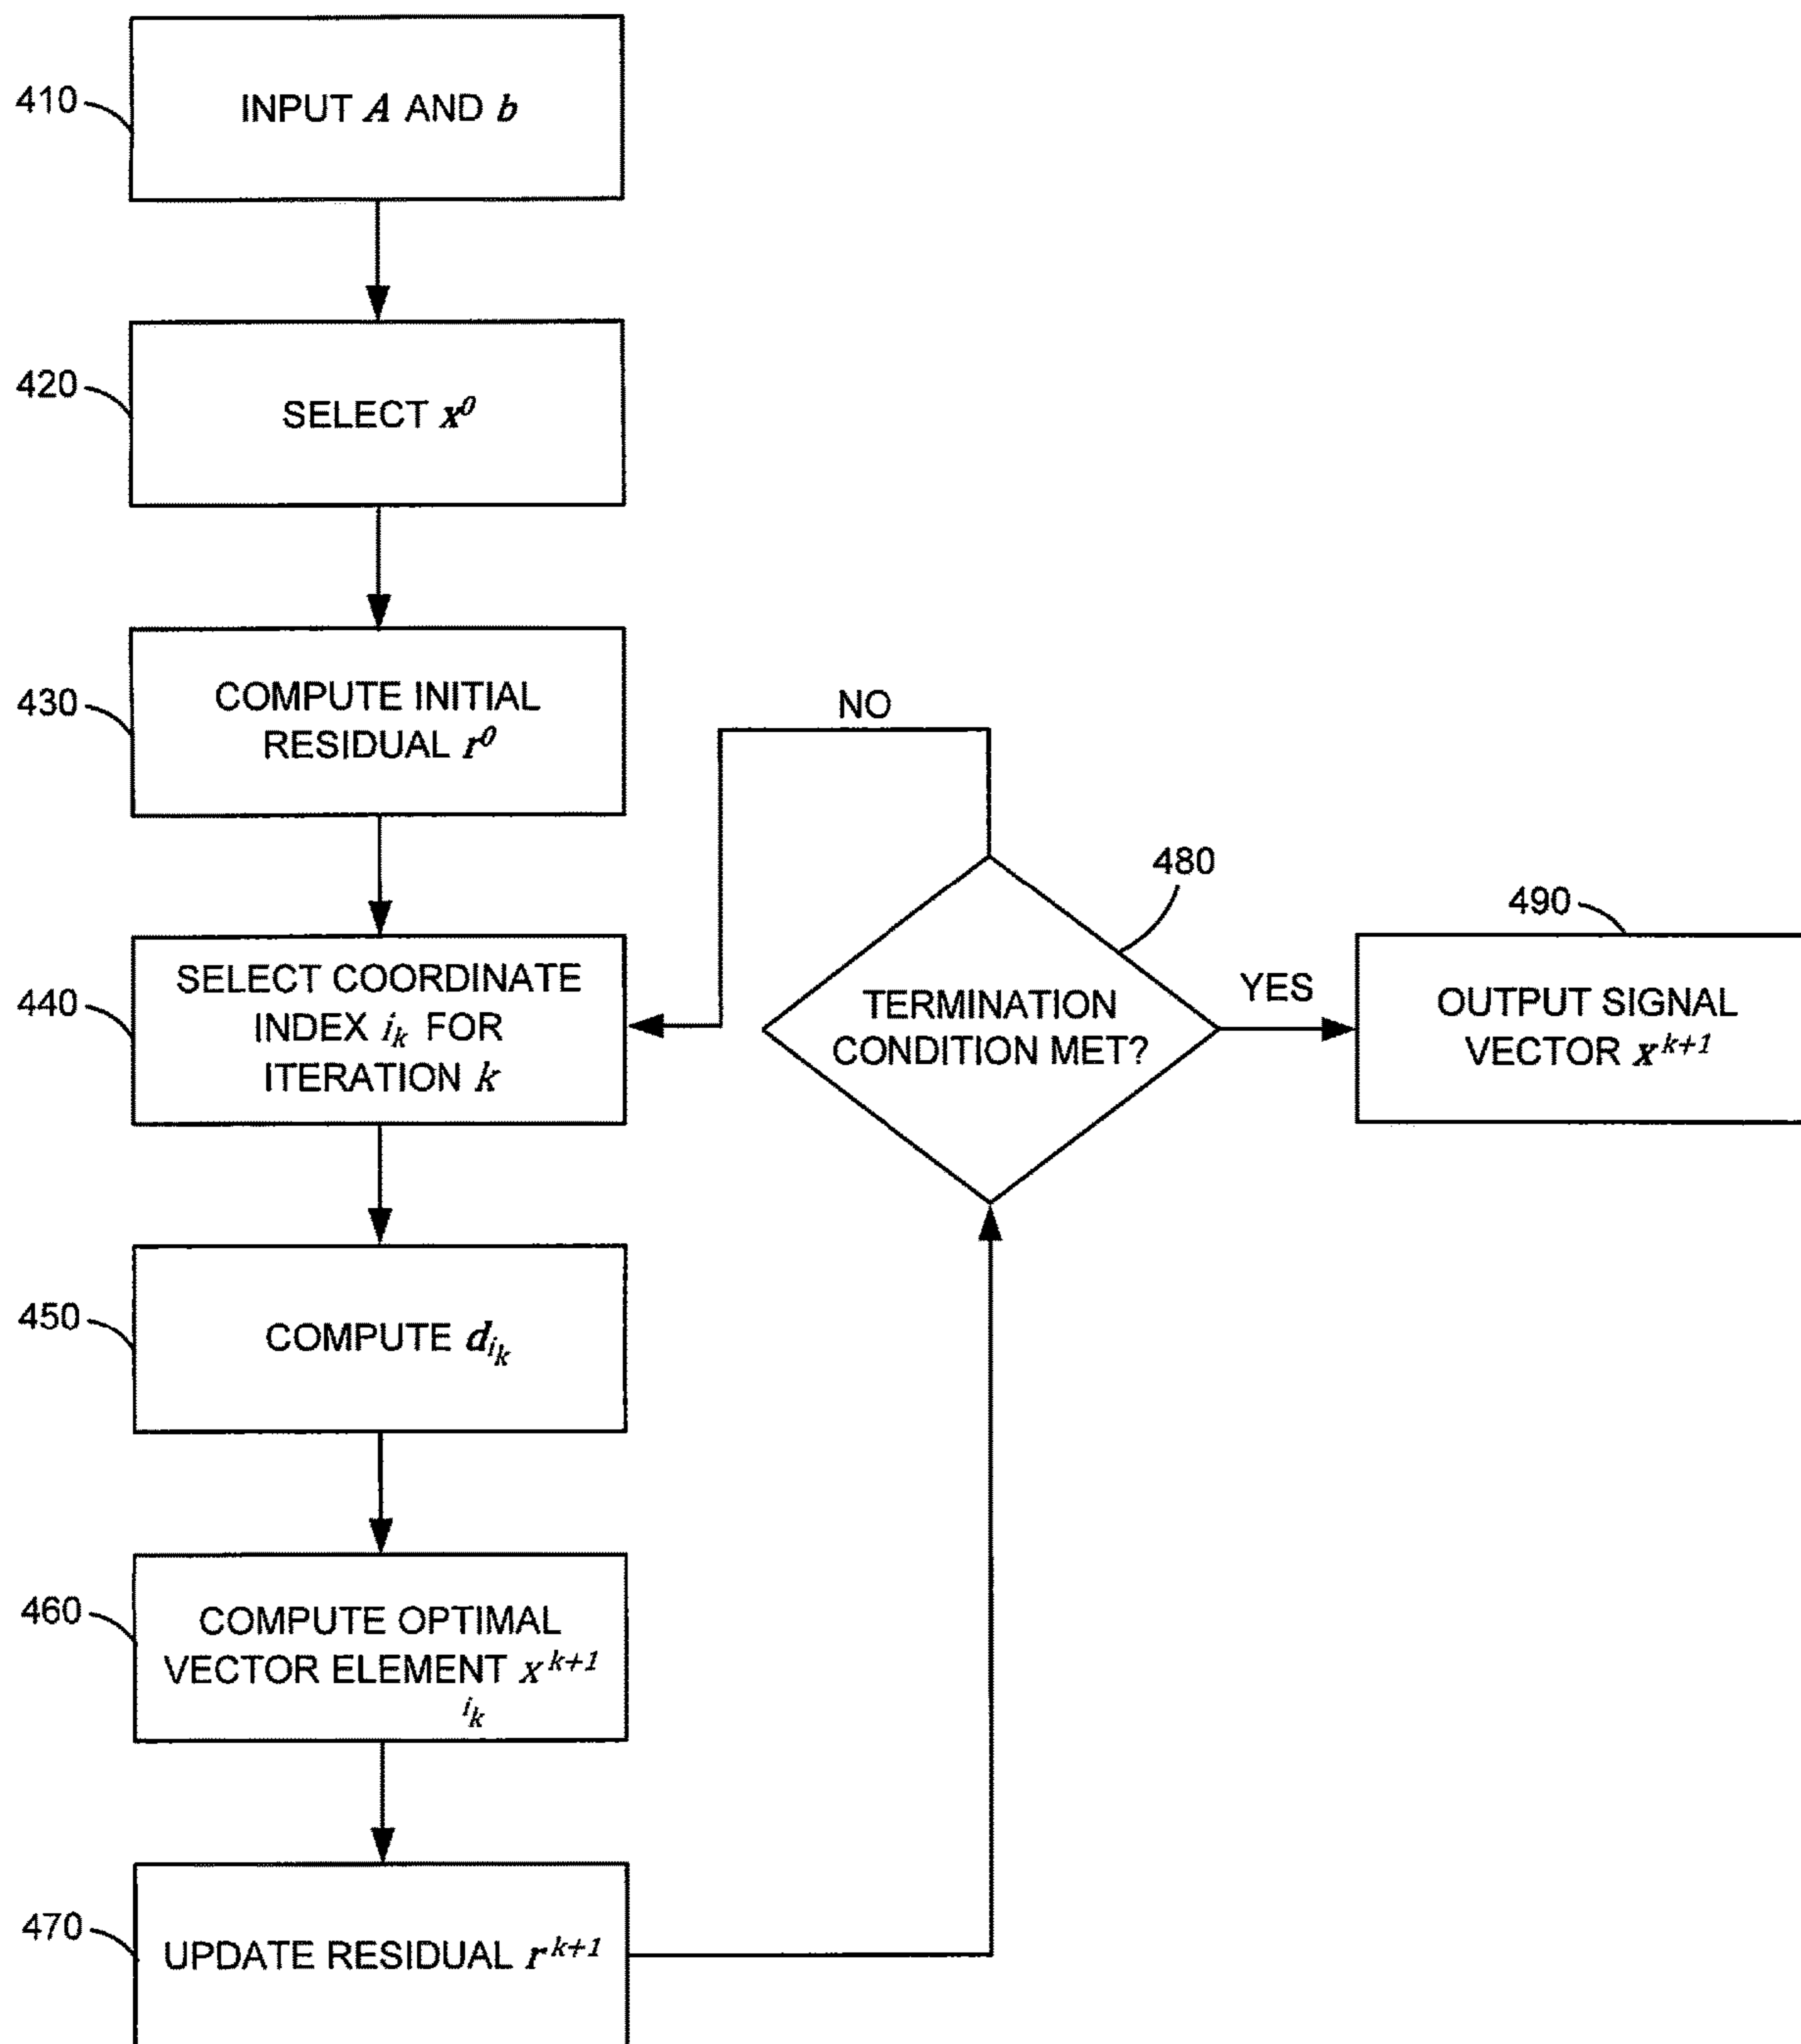 410
INPUT A AND b
420
SELECT x⁰
430
COMPUTE INITIAL
RESIDUAL r⁰
NO
440
SELECT COORDINATE
INDEX iₖ FOR
ITERATION k
480
TERMINATION
CONDITION MET?
YES
490
OUTPUT SIGNAL
VECTOR xᵏ⁺¹
450
COMPUTE d_{i_k}
460
COMPUTE OPTIMAL
VECTOR ELEMENT xᵏ⁺¹
iₖ
470
UPDATE RESIDUAL rᵏ⁺¹